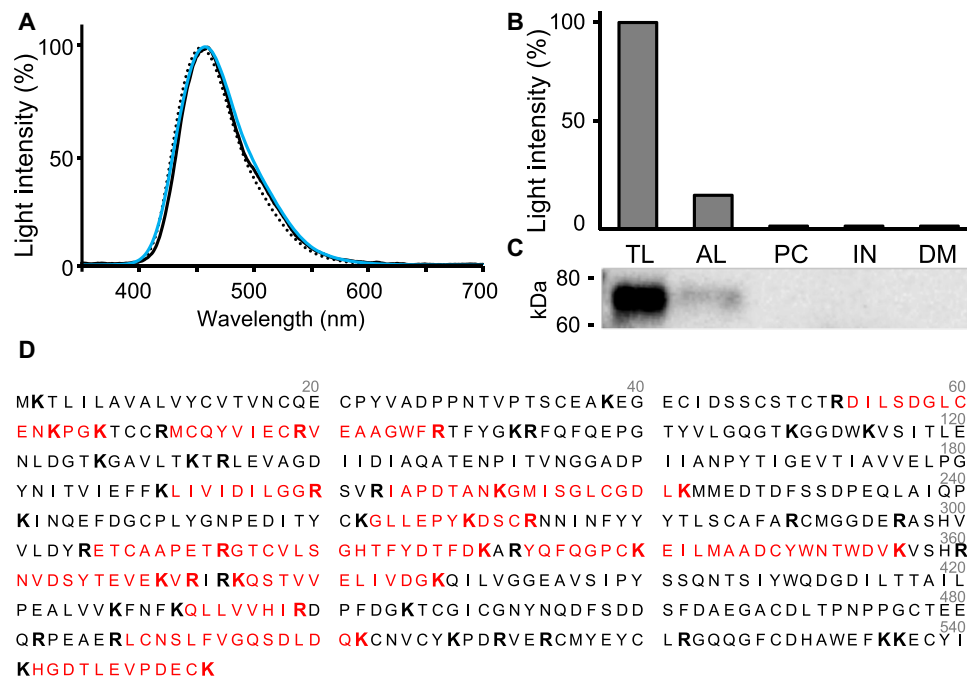 A
Light intensity (%)
100
50
0
400 500 600 700
Wavelength (nm)
B
Light intensity (%)
100
50
0
C TL AL PC IN DM
kDa
80
60
D
20 40 60
MKTLILAVALVYCVTVNCQE CPYVADPPNTVPTSCEAKEG ECIDSSCSTCTRDILSDGLC
120
ENKPGKTCCRMCQYVIECRV EAAGWFRTFYGKRFQFQEPG TYVLGQGTKGGDWKVSITLE
180
NLDGTKGAVLTKTRLEVAGD IIDIAQATENPITVNGGADP IIANPYTIGEVTIAVVELPG
240
YNITVIEFFKLIVIDILGGR SVRIAPDTANKGMISGLCGD LKMMEDTDFSSDPEQLAIQP
300
KINQEFDGCPLYGNPEDITY CKGLLEPYKDSCRNNINFYY YTLSCAFARCMGGDERASHV
360
VLDYRETCAAPETRGTCVLS GHTFYDTFDKARYQFQGPCK EILMAADCYWNTWDVKVSHR
420
NVDSYTEVEKVRIRKQSTVV ELIVDGKQILVGGEAVSIPY SSQNTSIYWQDGDILTTAIL
480
PEALVVKFNFKQLLVVHIRD PFDGKTCGICGNYNQDFSDD SFDAEGACDLTPNPPGCTEE
540
QRPEAERLCNSLFVGQSDLD QKCNVCYKPDRVERCMYEYC LRGQQGFCDHAWEFKKECYI
KHGDTLEVPDECK